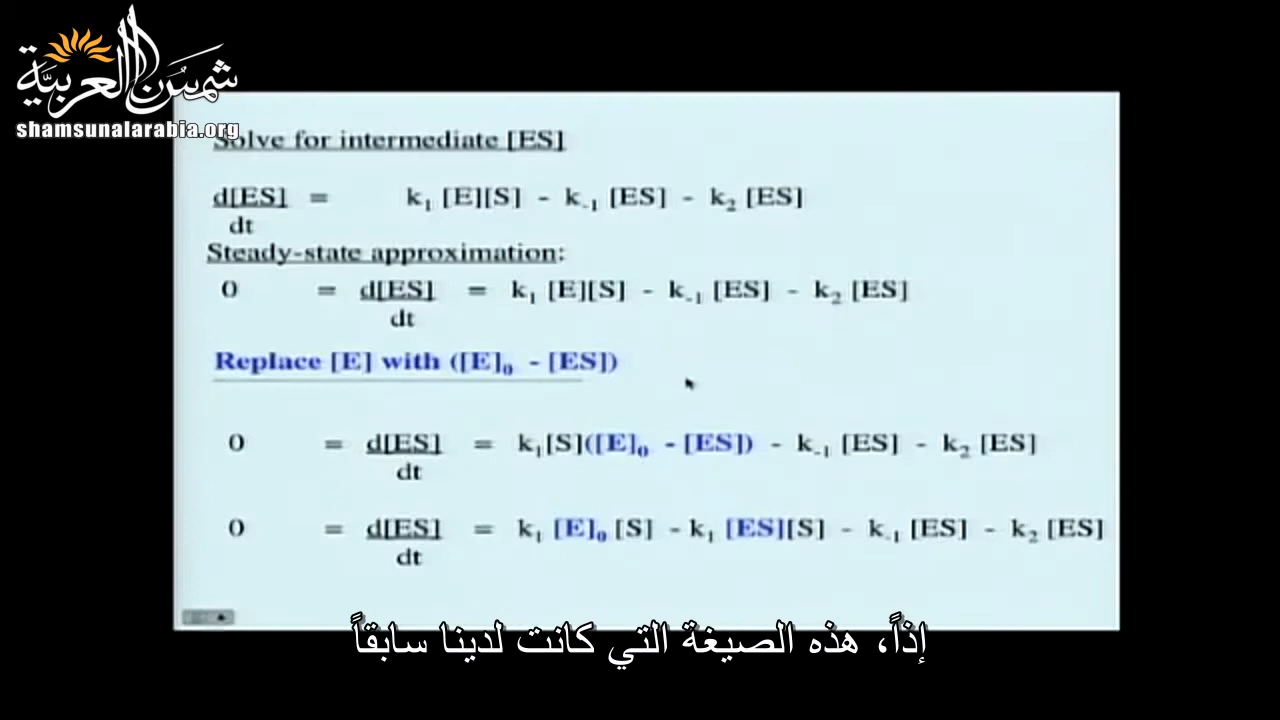 شمس العربية
shamsunalarabia.org
Solve for intermediate [ES]
d[ES] = k₁ [E][S] - k₋₁ [ES] - k₂ [ES]
dt
Steady-state approximation:
0 = d[ES] = k₁ [E][S] - k₋₁ [ES] - k₂ [ES]
dt
Replace [E] with ([E]₀ - [ES])
0 = d[ES] = k₁[S]([E]₀ - [ES]) - k₋₁ [ES] - k₂ [ES]
dt
0 = d[ES] = k₁ [E]₀ [S] - k₁ [ES][S] - k₋₁ [ES] - k₂ [ES]
dt
إذاً، هذه الصيغة التي كانت لدينا سابقاً